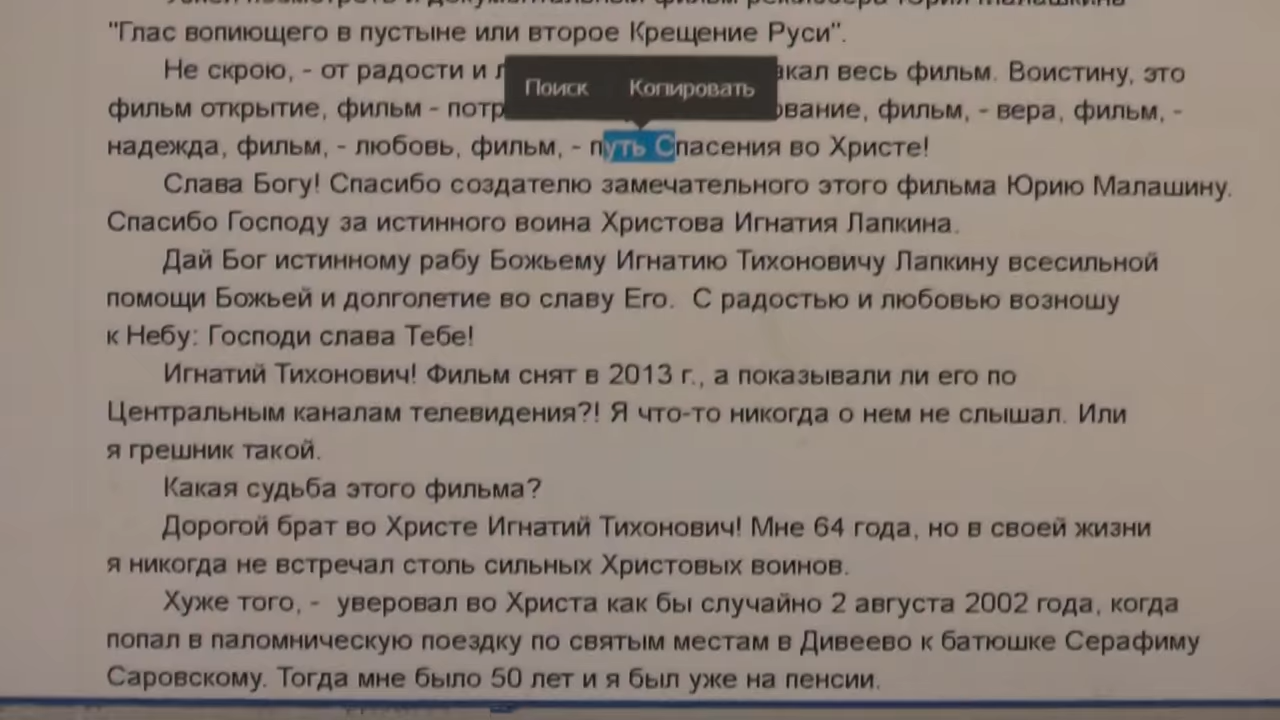 "Глас вопиющего в пустыне или второе Крещение Руси".
Не скрою, - от радости и л акал весь фильм. Воистину, это
Поиск Копировать
фильм открытие, фильм - потр ование, фильм, - вера, фильм, -
надежда, фильм, - любовь, фильм, - путь Спасения во Христе!
Слава Богу! Спасибо создателю замечательного этого фильма Юрию Малашину.
Спасибо Господу за истинного воина Христова Игнатия Лапкина.
Дай Бог истинному рабу Божьему Игнатию Тихоновичу Лапкину всесильной
помощи Божьей и долголетие во славу Его. С радостью и любовью возношу
к Небу: Господи слава Тебе!
Игнатий Тихонович! Фильм снят в 2013 г., а показывали ли его по
Центральным каналам телевидения?! Я что-то никогда о нем не слышал. Или
я грешник такой.
Какая судьба этого фильма?
Дорогой брат во Христе Игнатий Тихонович! Мне 64 года, но в своей жизни
я никогда не встречал столь сильных Христовых воинов.
Хуже того, - уверовал во Христа как бы случайно 2 августа 2002 года, когда
попал в паломническую поездку по святым местам в Дивеево к батюшке Серафиму
Саровскому. Тогда мне было 50 лет и я был уже на пенсии.